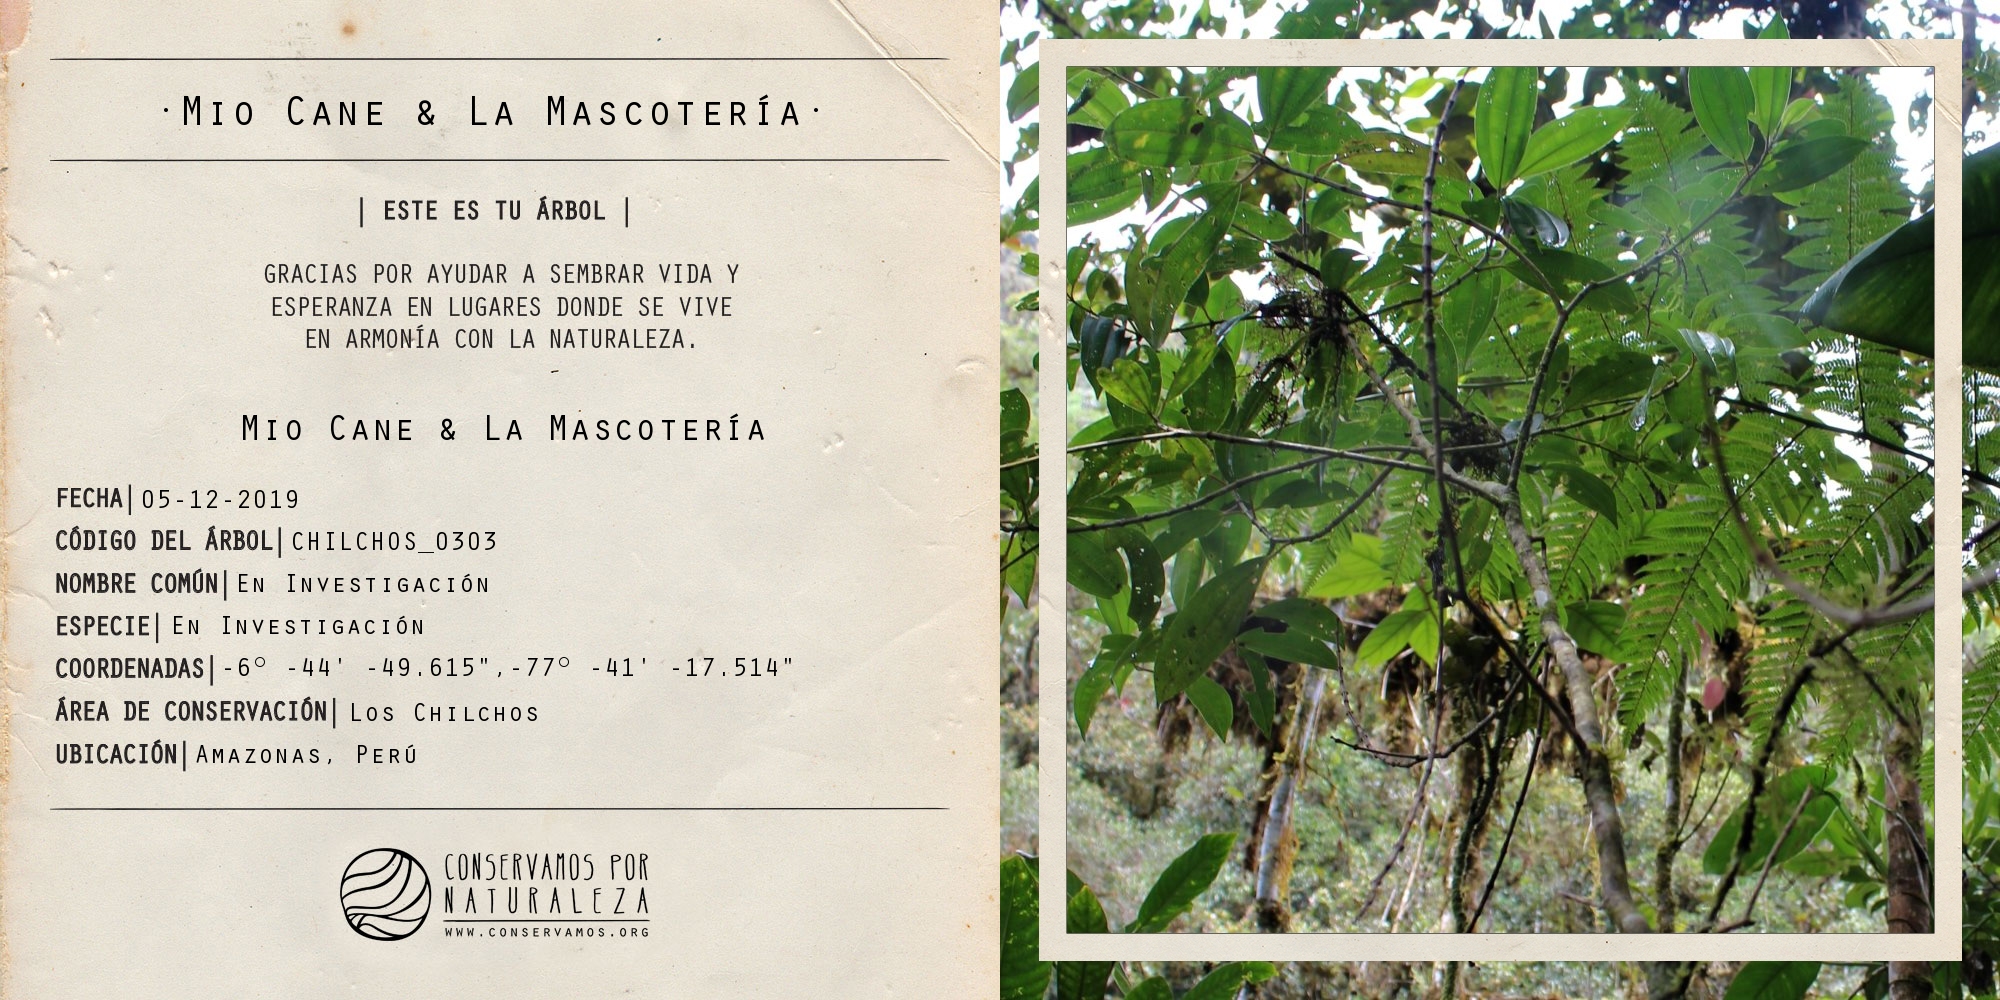 ·Mio Cane & La Mascotería·
| ESTE ES TU ÁRBOL |
GRACIAS POR AYUDAR A SEMBRAR VIDA Y
ESPERANZA EN LUGARES DONDE SE VIVE
EN ARMONÍA CON LA NATURALEZA.
Mio Cane & La Mascotería
FECHA| 05-12-2019
CÓDIGO DEL ÁRBOL| CHILCHOS_0303
NOMBRE COMÚN| En Investigación
ESPECIE| En Investigación
COORDENADAS| -6° -44' -49.615",-77° -41' -17.514"
ÁREA DE CONSERVACIÓN| Los Chilchos
UBICACIÓN| Amazonas, Perú
CONSERVAMOS POR
NATURALEZA
WWW.CONSERVAMOS.ORG